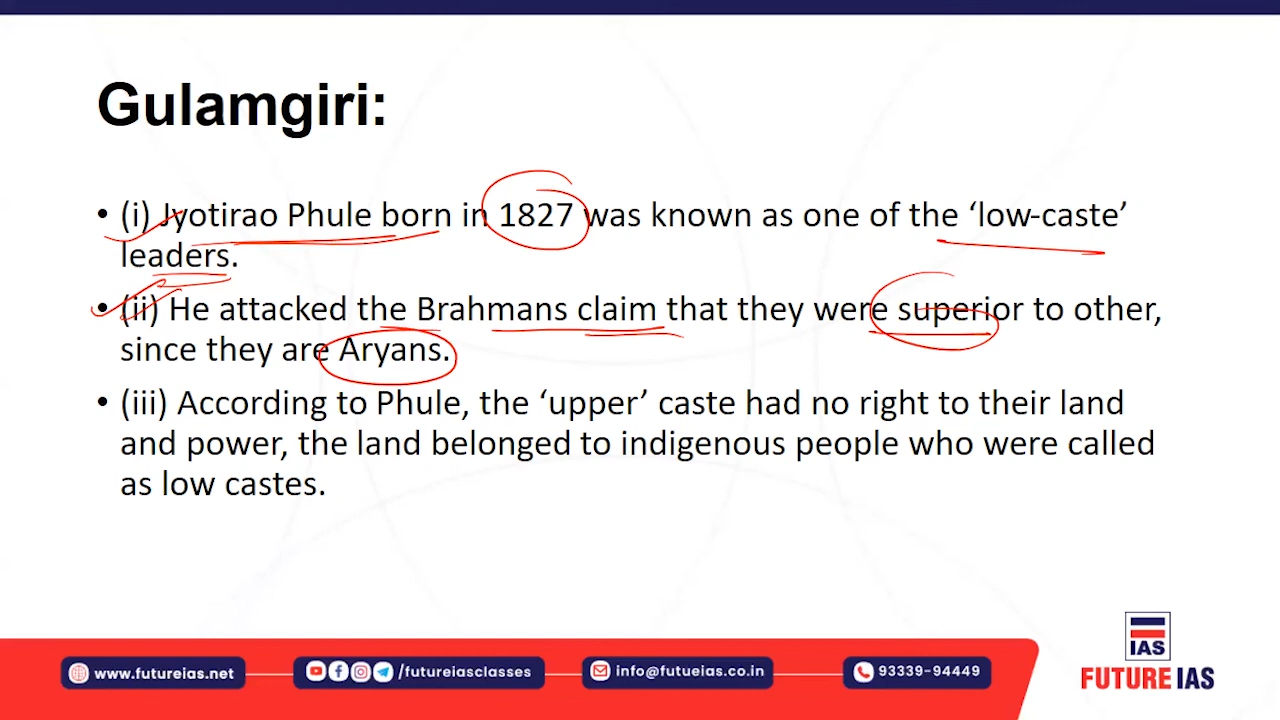 Gulamgiri:
• (i) Jyotirao Phule born in 1827 was known as one of the ‘low-caste’
leaders.
• (ii) He attacked the Brahmans claim that they were superior to other,
since they are Aryans.
• (iii) According to Phule, the ‘upper’ caste had no right to their land
and power, the land belonged to indigenous people who were called
as low castes.
IAS
FUTURE IAS
www.futureias.net
/futureiasclasses
info@futueias.co.in
93339-94449